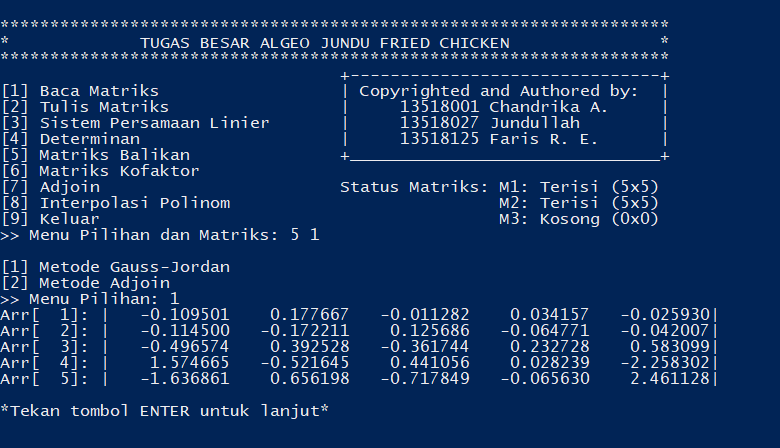 **********************************************************************
*              TUGAS BESAR ALGEO JUNDU FRIED CHICKEN                *
**********************************************************************
                                    +---------------------------------+
[1] Baca Matriks                    | Copyrighted and Authored by:  |
[2] Tulis Matriks                   |     13518001 Chandrika A.      |
[3] Sistem Persamaan Linier         |     13518027 Jundullah         |
[4] Determinan                      |     13518125 Faris R. E.       |
[5] Matriks Balikan                 +_________________________________+
[6] Matriks Kofaktor
[7] Adjoin                          Status Matriks: M1: Terisi (5x5)
[8] Interpolasi Polinom                             M2: Terisi (5x5)
[9] Keluar                                          M3: Kosong (0x0)
>> Menu Pilihan dan Matriks: 5 1
[1] Metode Gauss-Jordan
[2] Metode Adjoin
>> Menu Pilihan: 1
Arr[  1]: |   -0.109501    0.177667   -0.011282    0.034157   -0.025930|
Arr[  2]: |   -0.114500   -0.172211    0.125686   -0.064771   -0.042007|
Arr[  3]: |   -0.496574    0.392528   -0.361744    0.232728    0.583099|
Arr[  4]: |    1.574665   -0.521645    0.441056    0.028239   -2.258302|
Arr[  5]: |   -1.636861    0.656198   -0.717849   -0.065630    2.461128|
*Tekan tombol ENTER untuk lanjut*